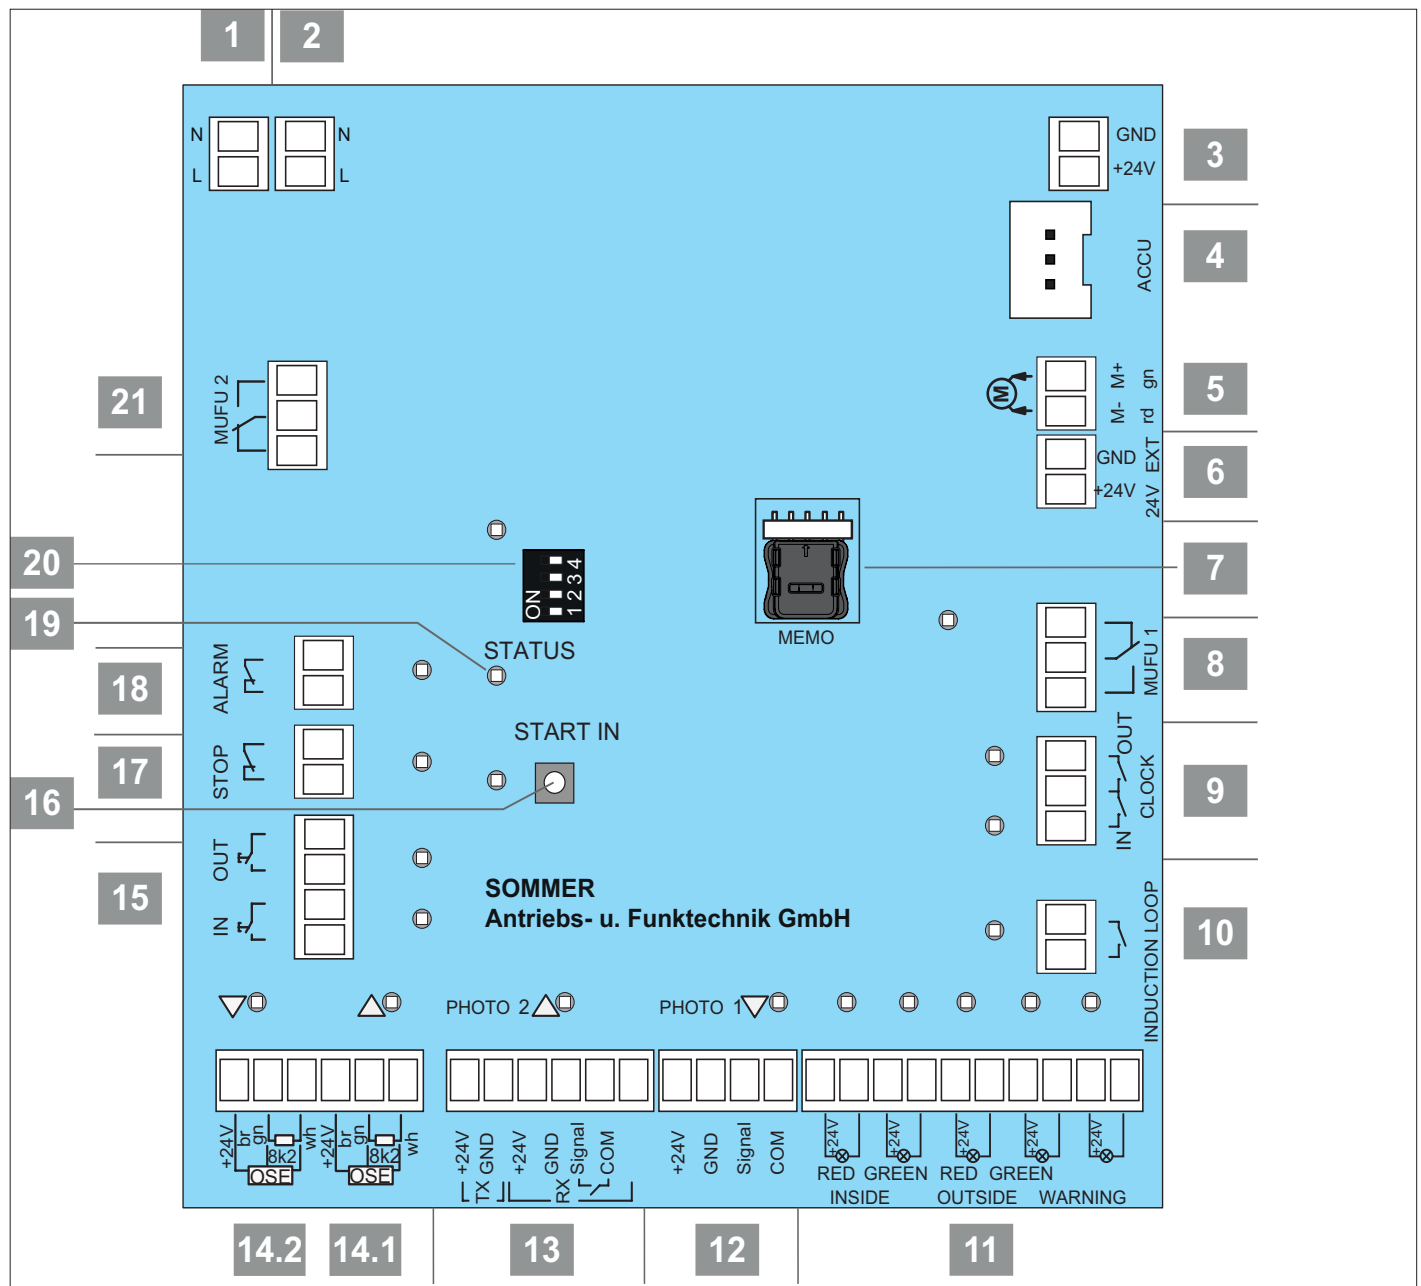 1
2
N
L
N
L
GND
+24V
3
ACCU
4
MUFU 2
21
M+ gn
M- rd
M
5
GND
+24V
24V EXT
6
20
ON
1 2 3 4
7
MEMO
19
STATUS
ALARM
18
MUFU 1
8
START IN
STOP
17
16
OUT
CLOCK
IN
9
OUT
IN
15
SOMMER
Antriebs- u. Funktechnik GmbH
INDUCTION LOOP
10
PHOTO 2
PHOTO 1
+24V
br
gn
wh
8k2
OSE
+24V
br
gn
wh
8k2
OSE
+24V
GND
TX
+24V
GND
Signal
COM
RX
+24V
GND
Signal
COM
+24V
+24V
+24V
+24V
+24V
RED GREEN
RED GREEN
INSIDE
OUTSIDE
WARNING
14.2
14.1
13
12
11